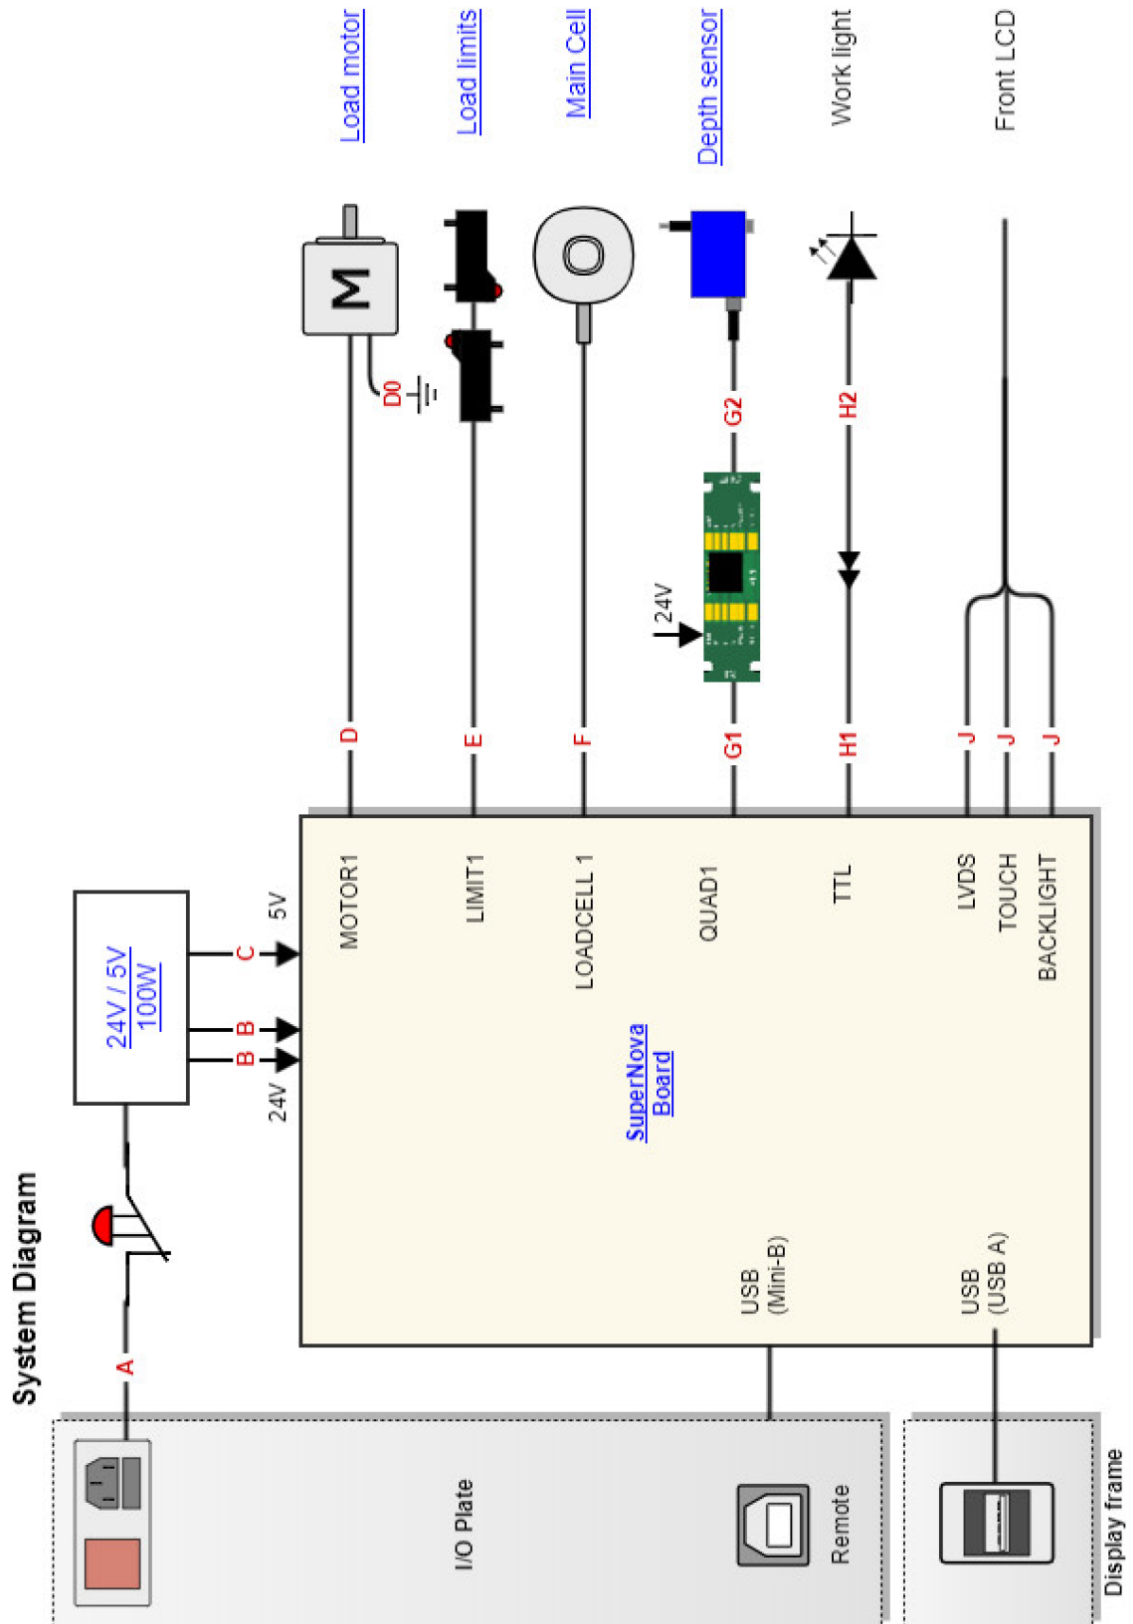 System Diagram
A
24V / 5V
100W
B
B
C
24V
5V
I/O Plate
Remote
Display frame
USB
(Mini-B)
USB
(USB A)
SuperNova
Board
MOTOR1
D
D0
M
Load motor
LIMIT1
E
Load limits
LOADCELL 1
F
Main Cell
QUAD1
G1
24V
G2
Depth sensor
TTL
H1
H2
Work light
LVDS
J
TOUCH
J
BACKLIGHT
J
Front LCD